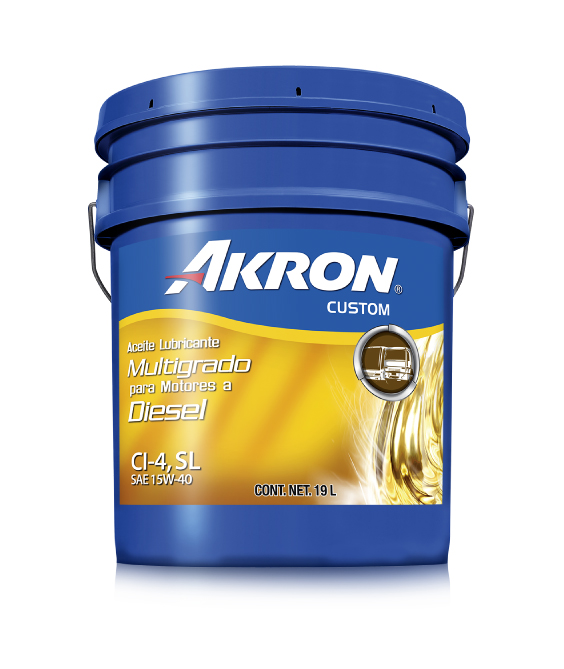 AKRON®
CUSTOM
Aceite Lubricante
Multigrado
para Motores a
Diesel
CI-4, SL
SAE 15W-40
CONT. NET. 19 L